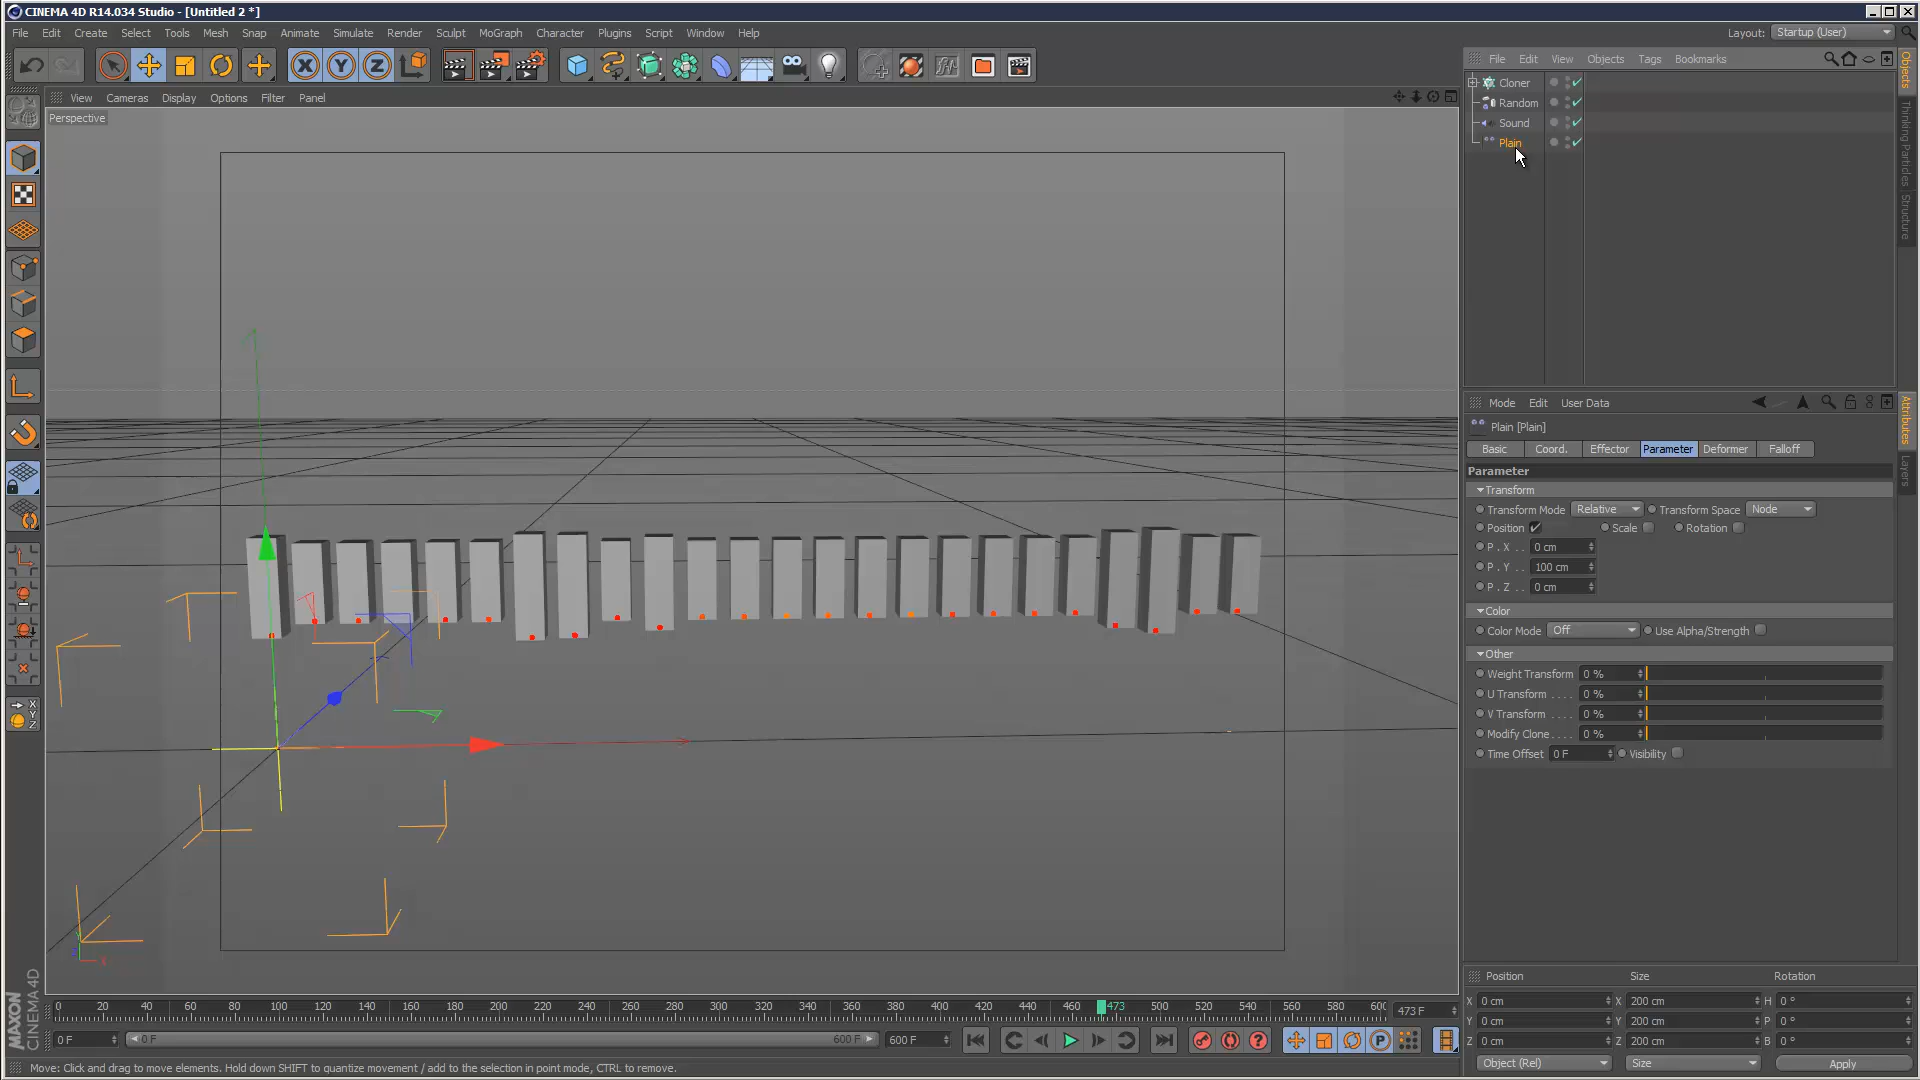 CINEMA 4D R14.034 Studio - [Untitled 2 *]
File Edit Create Select Tools Mesh Snap Animate Simulate Render Sculpt MoGraph Character Plugins Script Window Help
Layout: Startup (User)
File Edit View Objects Tags Bookmarks
Cloner
Random
Sound
Plain
Objects
Thinking Particles
Structure
View Cameras Display Options Filter Panel
Perspective
Mode Edit User Data
Plain [Plain]
Basic Coord. Effector Parameter Deformer Falloff
Parameter
Transform
Transform Mode Relative Transform Space Node
Position Scale Rotation
P . X . . 0 cm
P . Y . . 100 cm
P . Z . . 0 cm
Color
Color Mode Off Use Alpha/Strength
Other
Weight Transform 0 %
U Transform . . . . 0 %
V Transform . . . . 0 %
Modify Clone . . . . 0 %
Time Offset 0 F Visibility
Attributes
Layers
X
Y
Z
0 20 40 60 80 100 120 140 160 180 200 220 240 260 280 300 320 340 360 380 400 420 440 460 473 500 520 540 560 580 600
473 F
0 F 0 F 600 F 600 F
Position Size Rotation
X 0 cm X 200 cm H 0 °
Y 0 cm Y 200 cm P 0 °
Z 0 cm Z 200 cm B 0 °
Object (Rel) Size Apply
MAXON
CINEMA 4D
Move: Click and drag to move elements. Hold down SHIFT to quantize movement / add to the selection in point mode, CTRL to remove.